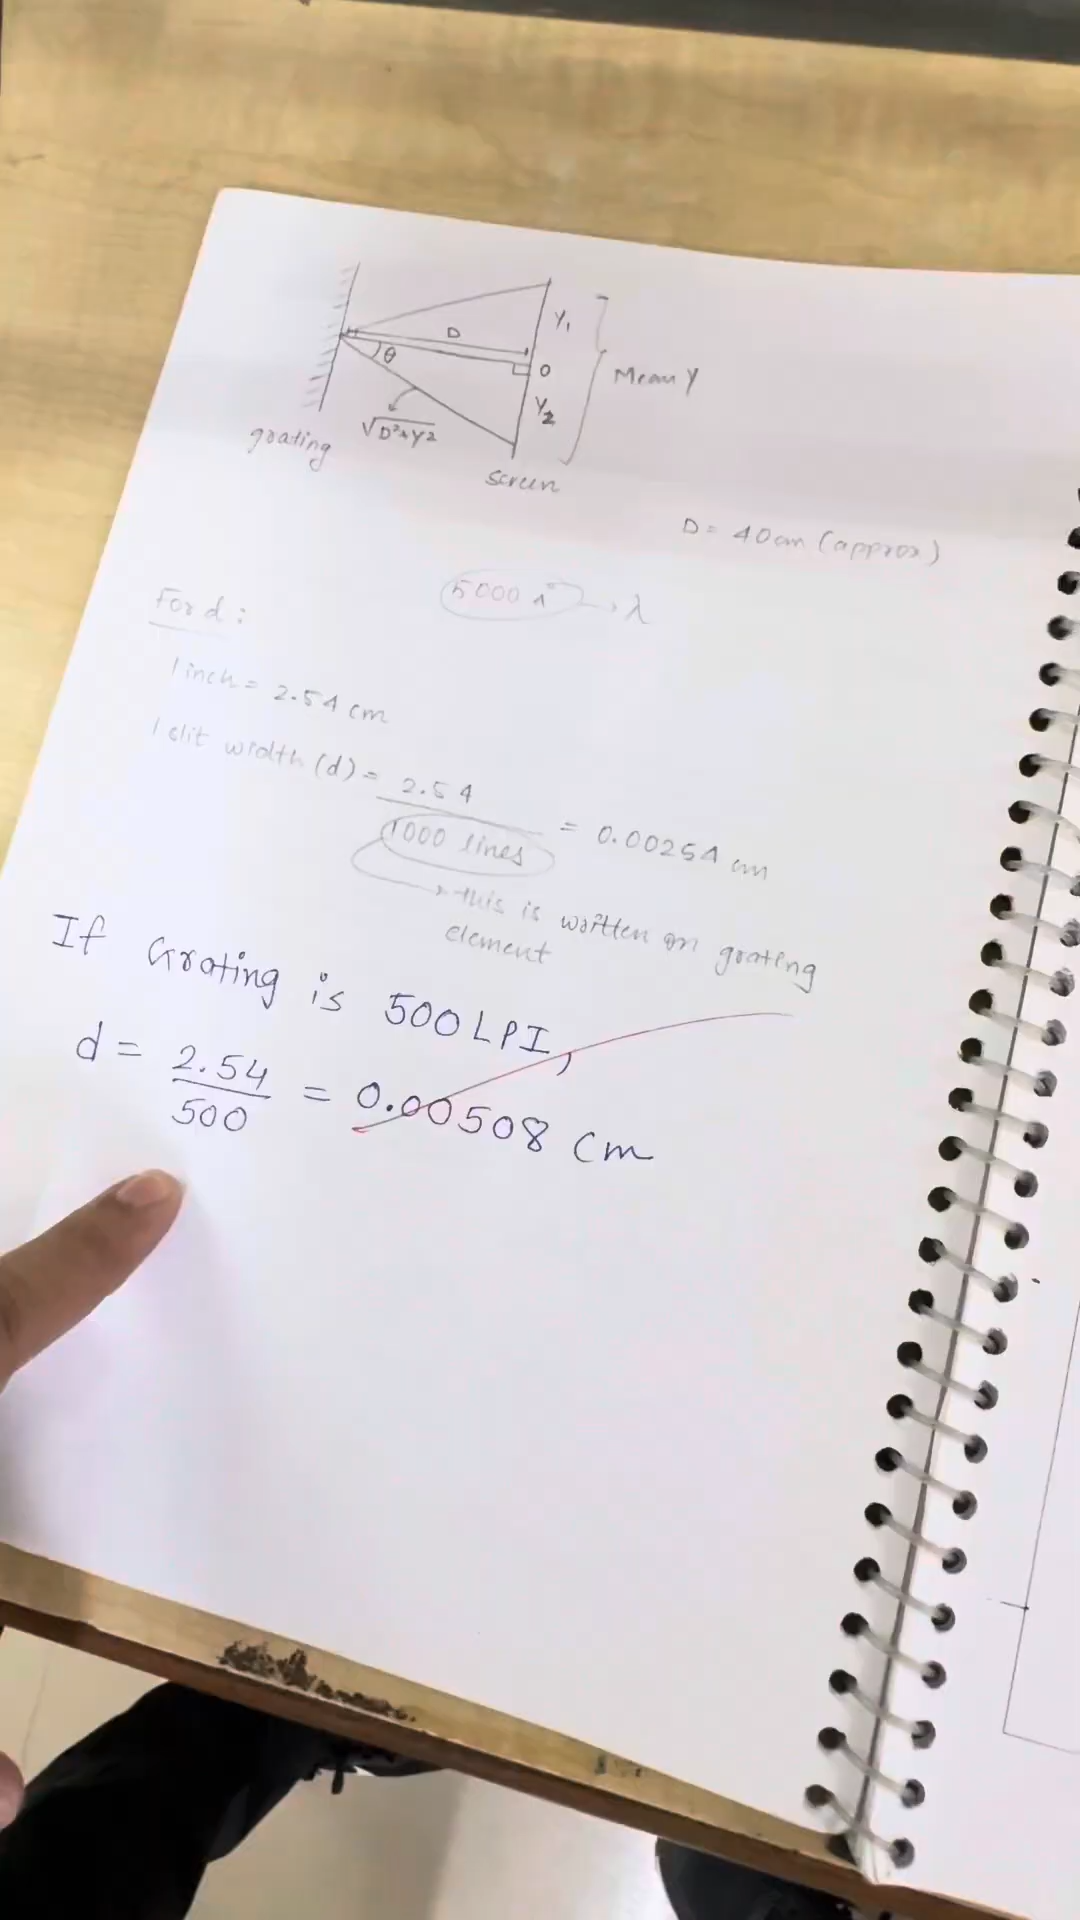 Y₁
D
θ
O
Mean Y
Y₂
√D²+Y²
grating
screen
D = 40 cm (approx)
5000 A° → λ
For d:
1 inch = 2.54 cm
1 slit width (d) = 2.54 / 1000 lines = 0.00254 cm
→ this is written on grating
element
If Grating is 500 LPI,
d = 2.54 / 500 = 0.00508 cm